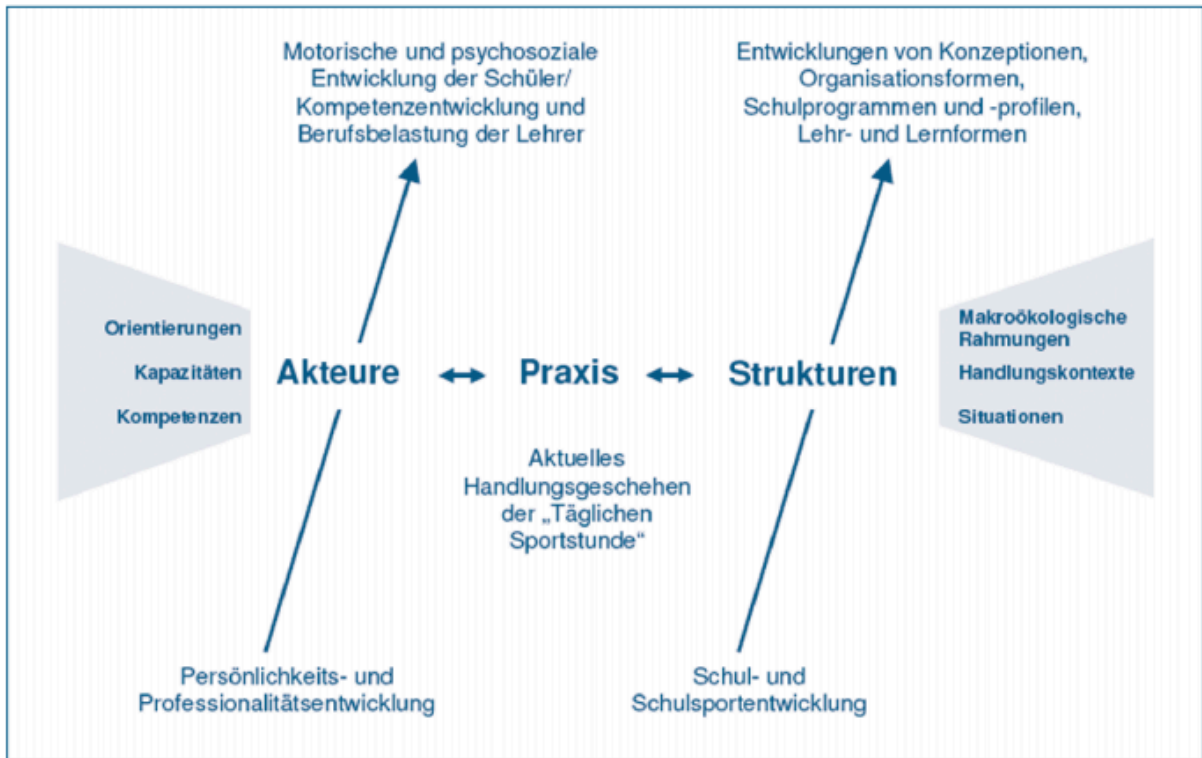 Motorische und psychosoziale
Entwicklung der Schüler/
Kompetenzentwicklung und
Berufsbelastung der Lehrer
Entwicklungen von Konzeptionen,
Organisationsformen,
Schulprogrammen und -profilen,
Lehr- und Lernformen
Orientierungen
Kapazitäten
Kompetenzen
Akteure
Praxis
Strukturen
Makroökologische
Rahmungen
Handlungskontexte
Situationen
Aktuelles
Handlungsgeschehen
der „Täglichen
Sportstunde“
Persönlichkeits- und
Professionalitätsentwicklung
Schul- und
Schulsportentwicklung